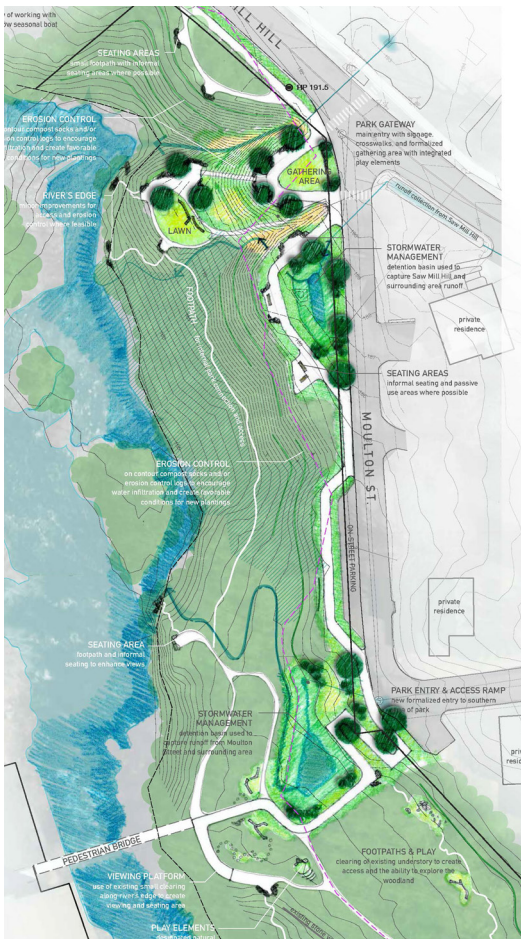 of working with
ow seasonal boat
MILL HILL
SEATING AREAS
small footpath with informal
seating areas where possible
HP 191.5
EROSION CONTROL
contour compost socks and/or
on control logs to encourage
filtration and create favorable
conditions for new plantings
PARK GATEWAY
main entry with signage,
crosswalks, and formalized
gathering area with integrated
play elements
GATHERING
AREA
RIVER'S EDGE
minor improvements for
access and erosion
control where feasible
runoff collection from Saw Mill Hill
LAWN
STORMWATER
MANAGEMENT
detention basin used to
capture Saw Mill Hill and
surrounding area runoff
private
residence
FOOTPATH
SEATING AREAS
informal seating and passive
use areas where possible
MOULTON ST
EROSION CONTROL
on contour compost socks and/or
erosion control logs to encourage
water infiltration and create favorable
conditions for new plantings
ON-STREET PARKING
private
residence
SEATING AREA
footpath and informal
seating to enhance views
PARK ENTRY & ACCESS RAMP
new formalized entry to southern
of park
STORMWATER
MANAGEMENT
detention basin used to
capture runoff from Moulton
Street and surrounding area
FOOTPATHS & PLAY
clearing of existing understory to create
access and the ability to explore the
woodland
PEDESTRIAN BRIDGE
VIEWING PLATFORM
use of existing small clearing
along river's edge to create
viewing and seating area
PLAY ELEMENTS
existing stone